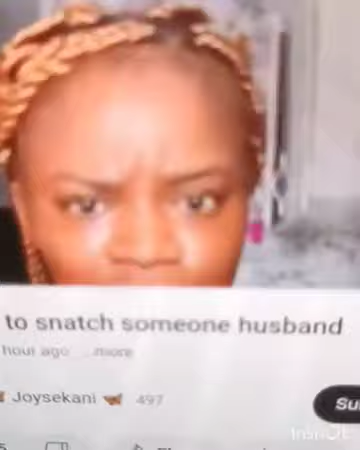 to snatch someone husband
hour ago ...more
Joysekani 🦋 497
Su
InShOt